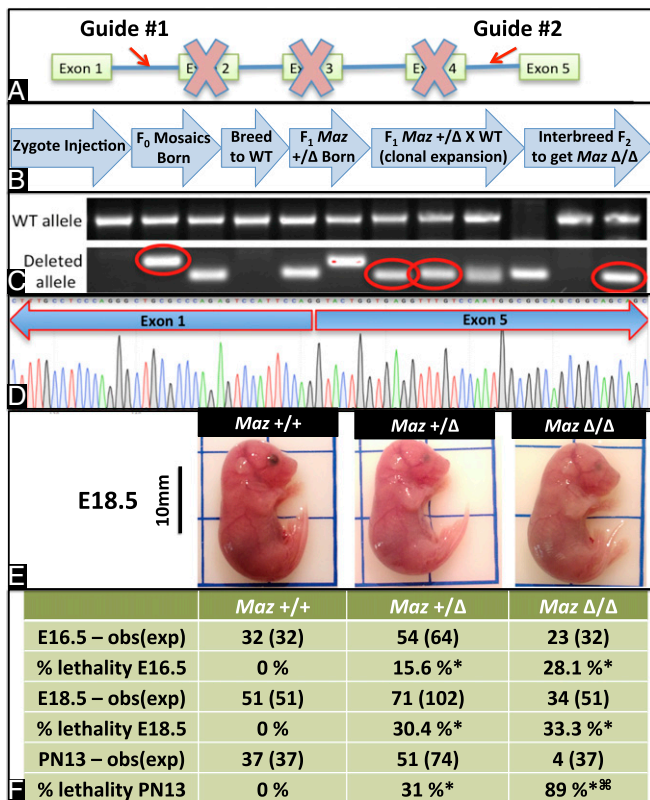 Guide #1
Guide #2
Exon 1
Ex
2
E
3
E
4
Exon 5
A
Zygote Injection
F0 Mosaics Born
Breed to WT
F1 Maz +/Δ Born
F1 Maz +/Δ X WT (clonal expansion)
Interbreed F2 to get Maz Δ/Δ
B
WT allele
Deleted allele
C
Exon 1
Exon 5
D
Maz +/+
Maz +/Δ
Maz Δ/Δ
E18.5
10mm
E
Maz +/+ Maz +/Δ Maz Δ/Δ
E16.5 – obs(exp) 32 (32) 54 (64) 23 (32)
% lethality E16.5 0 % 15.6 %* 28.1 %*
E18.5 – obs(exp) 51 (51) 71 (102) 34 (51)
% lethality E18.5 0 % 30.4 %* 33.3 %*
PN13 – obs(exp) 37 (37) 51 (74) 4 (37)
% lethality PN13 0 % 31 %* 89 %*⌘
F